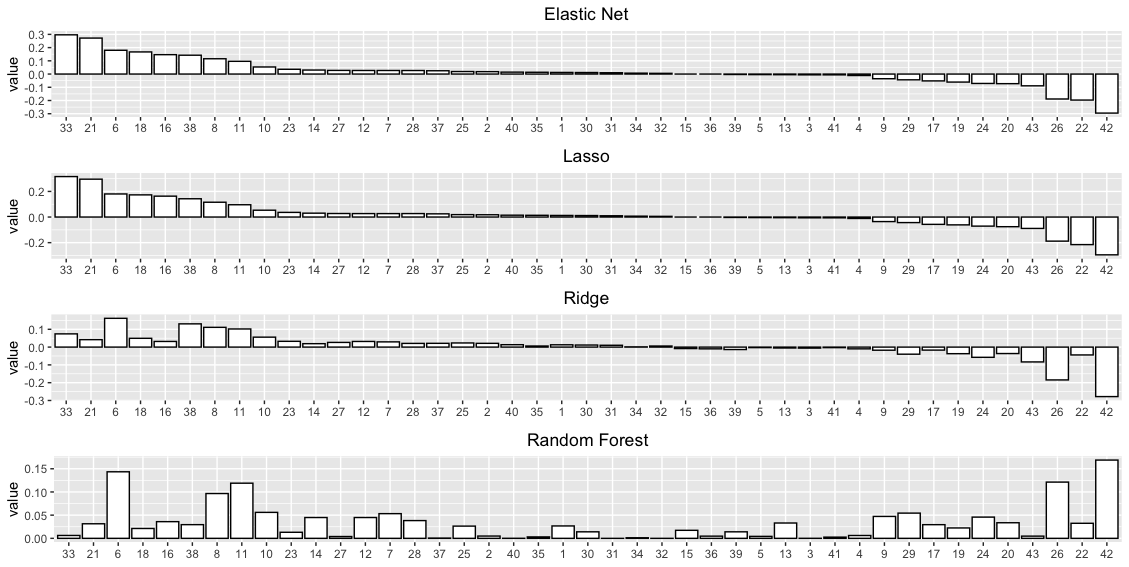 Elastic Net
value
0.3
0.2
0.1
0.0
-0.1
-0.2
-0.3
33 21 6 18 16 38 8 11 10 23 14 27 12 7 28 37 25 2 40 35 1 30 31 34 32 15 36 39 5 13 3 41 4 9 29 17 19 24 20 43 26 22 42
Lasso
value
0.2
0.0
-0.2
33 21 6 18 16 38 8 11 10 23 14 27 12 7 28 37 25 2 40 35 1 30 31 34 32 15 36 39 5 13 3 41 4 9 29 17 19 24 20 43 26 22 42
Ridge
value
0.1
0.0
-0.1
-0.2
-0.3
33 21 6 18 16 38 8 11 10 23 14 27 12 7 28 37 25 2 40 35 1 30 31 34 32 15 36 39 5 13 3 41 4 9 29 17 19 24 20 43 26 22 42
Random Forest
value
0.15
0.10
0.05
0.00
33 21 6 18 16 38 8 11 10 23 14 27 12 7 28 37 25 2 40 35 1 30 31 34 32 15 36 39 5 13 3 41 4 9 29 17 19 24 20 43 26 22 42